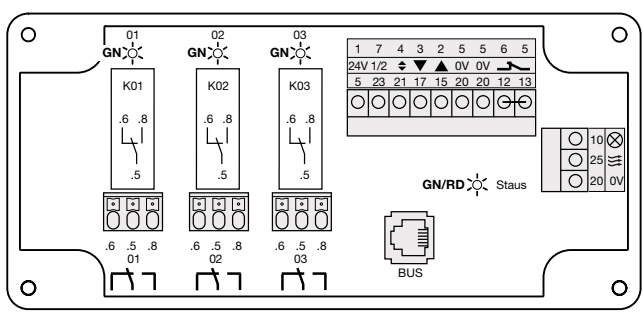 01 02 03
GN GN GN
1 7 4 3 2 5 5 6 5
24V 1/2 0V 0V
5 23 21 17 15 20 20 12 13
K01 K02 K03
.6 .8 .6 .8 .6 .8
.5 .5 .5
10
25
20 0V
GN/RD Staus
.6 .5 .8 .6 .5 .8 .6 .5 .8
01 02 03
BUS